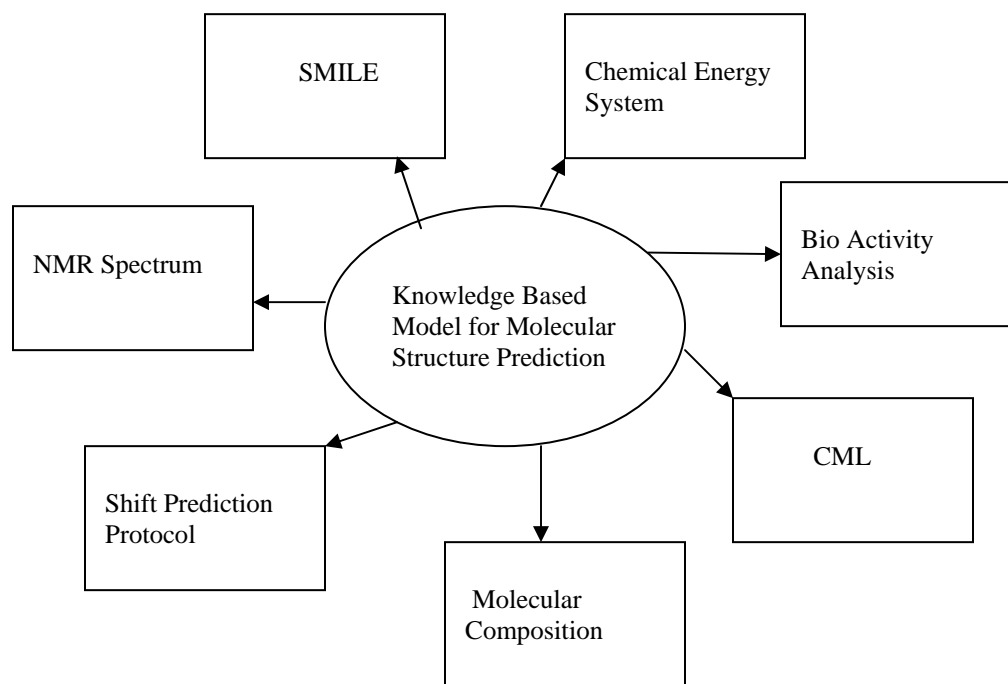 SMILE
Chemical Energy
System
NMR Spectrum
Bio Activity
Analysis
Knowledge Based
Model for Molecular
Structure Prediction
CML
Shift Prediction
Protocol
Molecular
Composition